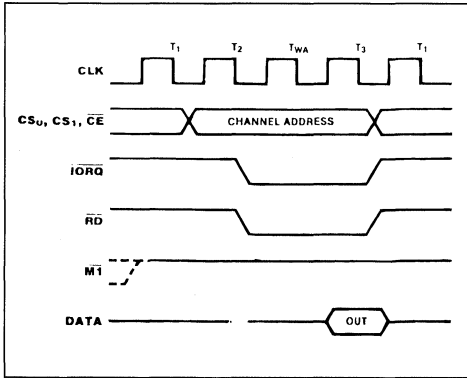 T1 T2 TWA T3 T1
CLK
CS0, CS1, CE CHANNEL ADDRESS
IORQ
RD
M1
DATA OUT